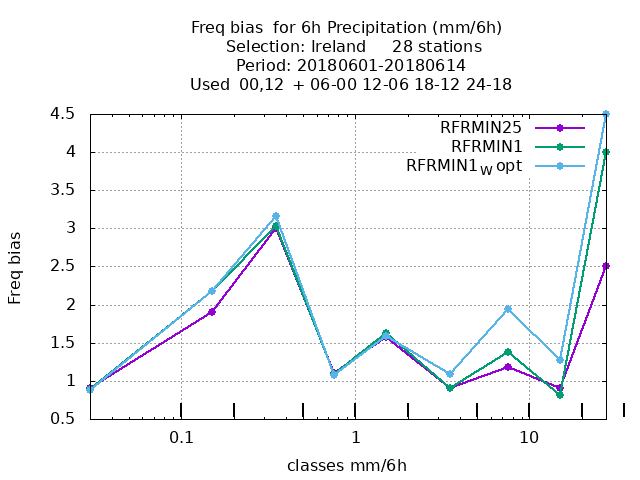 Freq bias  for 6h Precipitation (mm/6h)
Selection: Ireland     28 stations
Period: 20180601-20180614
Used  00,12  + 06-00 12-06 18-12 24-18
RFRMIN25
RFRMIN1
RFRMIN1W opt
4.5
4
3.5
3
2.5
2
1.5
1
0.5
Freq bias
0.1 1 10
classes mm/6h